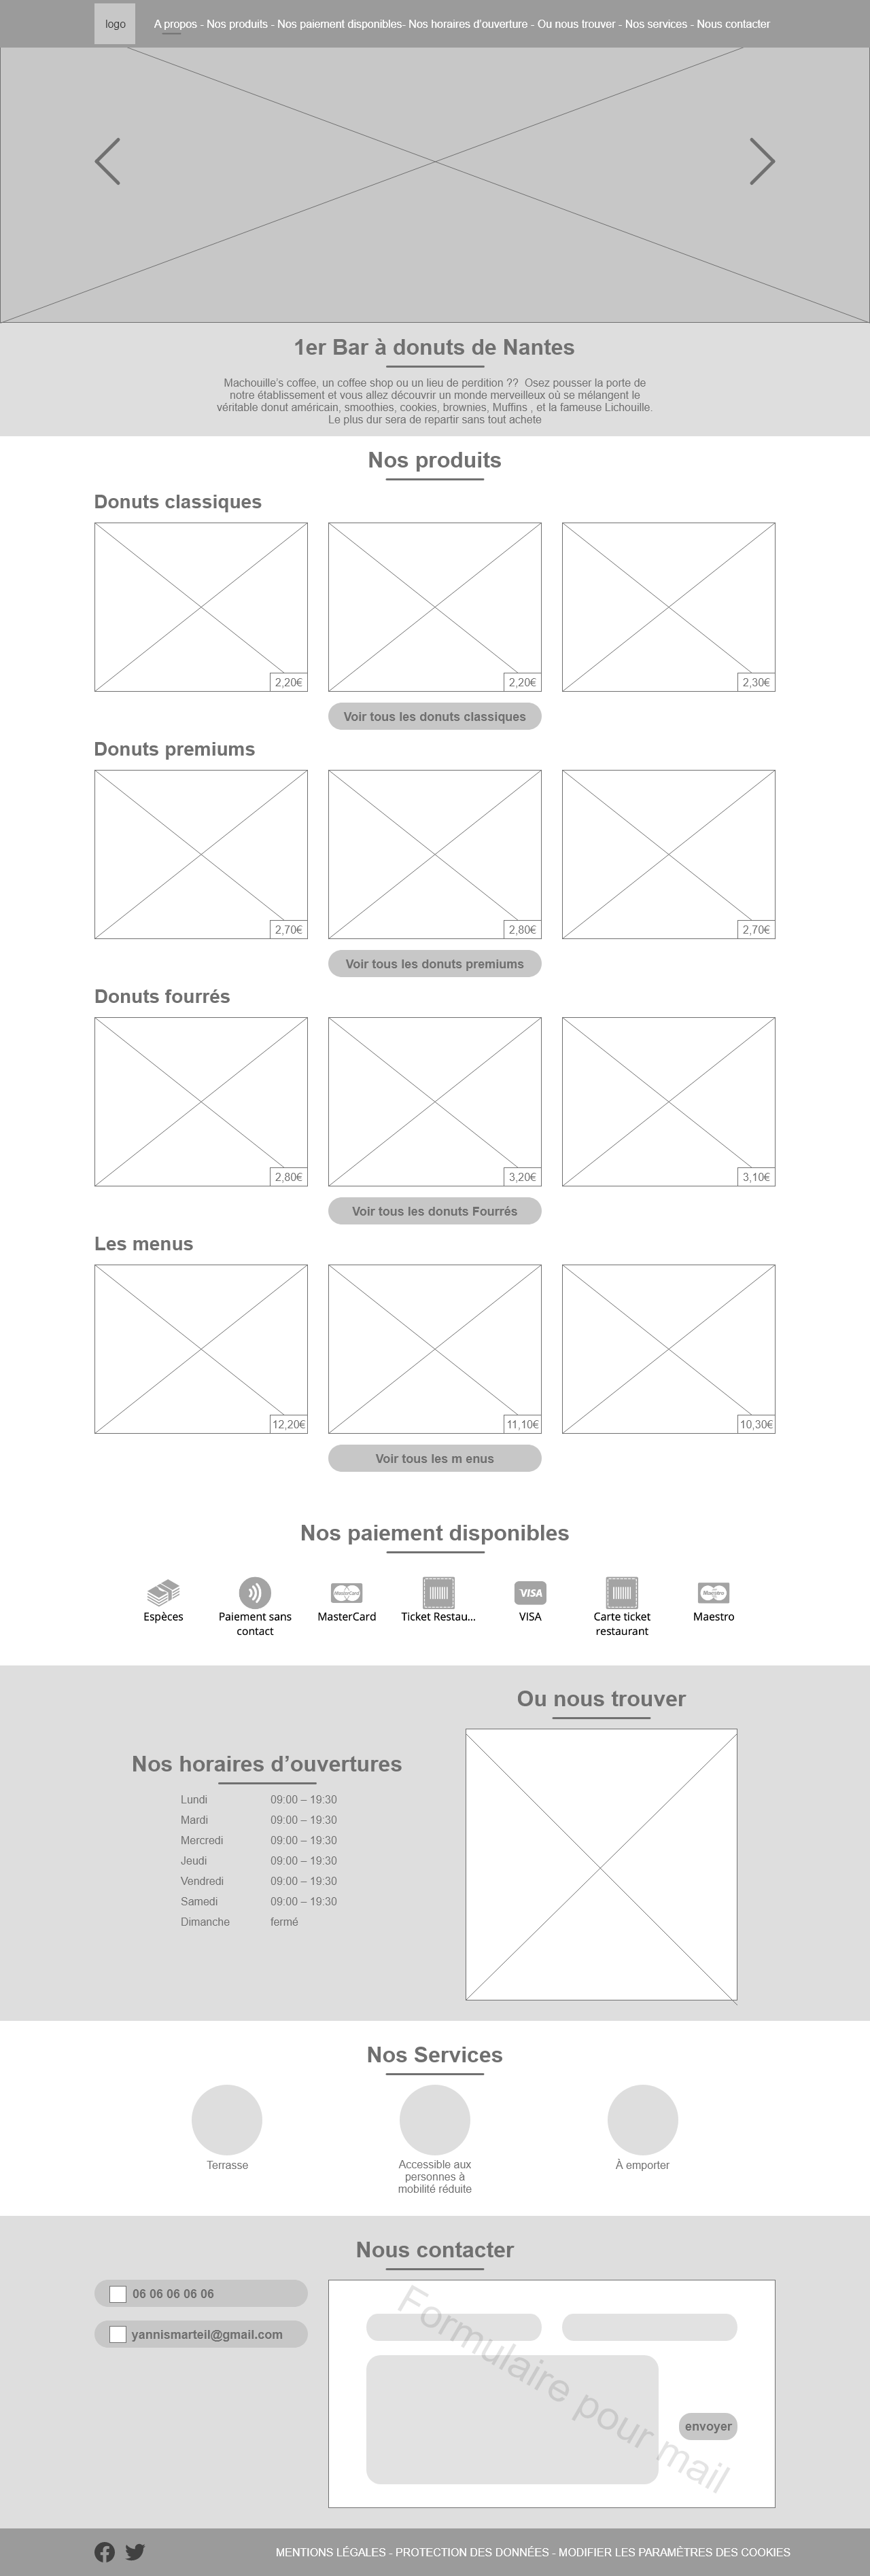 logo
A propos - Nos produits - Nos paiement disponibles- Nos horaires d’ouverture - Ou nous trouver - Nos services - Nous contacter
1er Bar à donuts de Nantes
Machouille’s coffee, un coffee shop ou un lieu de perdition ?? Osez pousser la porte de
notre établissement et vous allez découvrir un monde merveilleux où se mélangent le
véritable donut américain, smoothies, cookies, brownies, Muffins , et la fameuse Lichouille.
Le plus dur sera de repartir sans tout achete
Nos produits
Donuts classiques
2,20€
2,20€
2,30€
Voir tous les donuts classiques
Donuts premiums
2,70€
2,80€
2,70€
Voir tous les donuts premiums
Donuts fourrés
2,80€
3,20€
3,10€
Voir tous les donuts Fourrés
Les menus
12,20€
11,10€
10,30€
Voir tous les m enus
Nos paiement disponibles
MasterCard
VISA
Maestro
Espèces
Paiement sans
contact
MasterCard
Ticket Restau...
VISA
Carte ticket
restaurant
Maestro
Ou nous trouver
Nos horaires d’ouvertures
Lundi 09:00 – 19:30
Mardi 09:00 – 19:30
Mercredi 09:00 – 19:30
Jeudi 09:00 – 19:30
Vendredi 09:00 – 19:30
Samedi 09:00 – 19:30
Dimanche fermé
Nos Services
Terrasse
Accessible aux
personnes à
mobilité réduite
À emporter
Nous contacter
06 06 06 06 06
yannismarteil@gmail.com
Formulaire pour mail
envoyer
MENTIONS LÉGALES - PROTECTION DES DONNÉES - MODIFIER LES PARAMÈTRES DES COOKIES